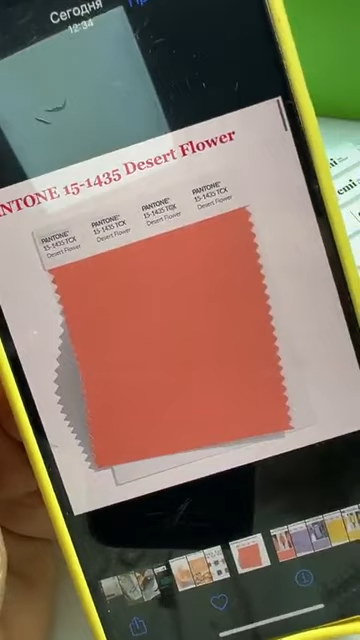 Сегодня
12:34
PANTONE 15-1435 Desert Flower
PANTONE® PANTONE® PANTONE® PANTONE®
15-1435 TCX 15-1435 TCX 15-1435 TCX 15-1435 TCX
Desert Flower Desert Flower Desert Flower Desert Flower